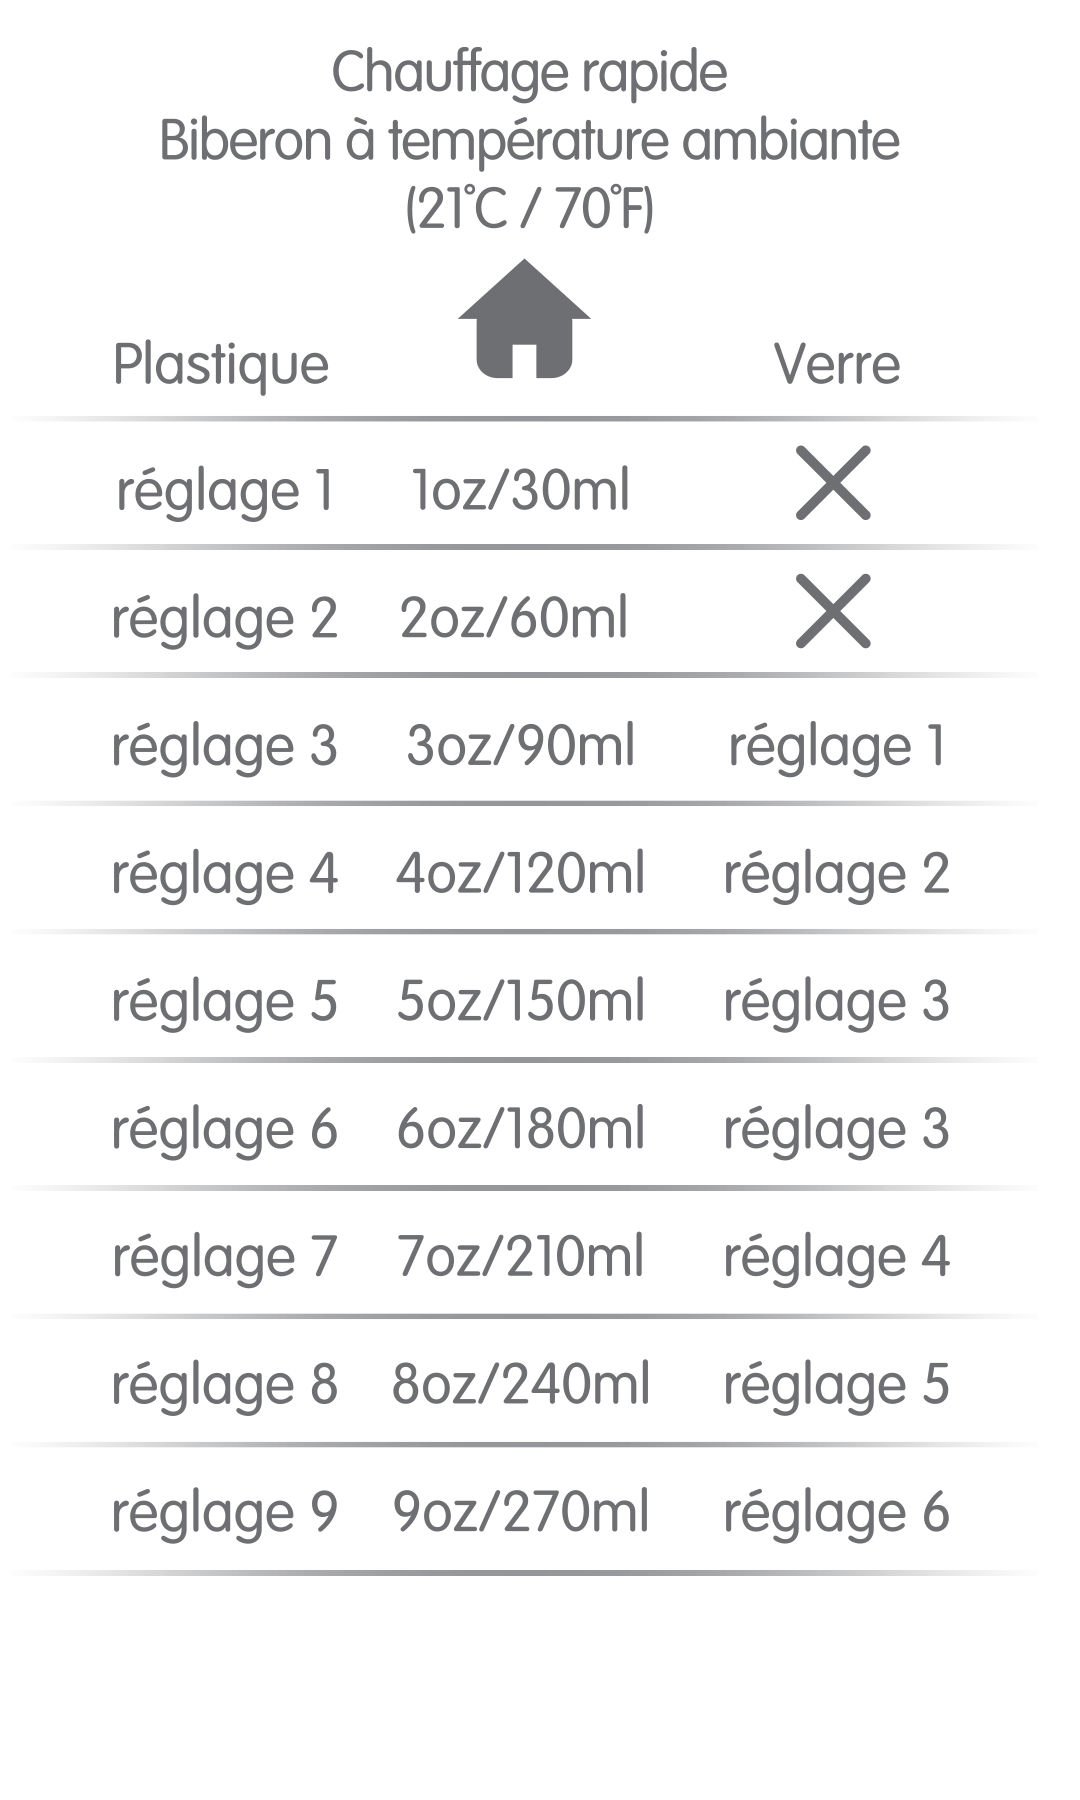 Chauffage rapide
Biberon à température ambiante
(21°C / 70°F)
Plastique Verre
réglage 1 1oz/30ml
réglage 2 2oz/60ml
réglage 3 3oz/90ml réglage 1
réglage 4 4oz/120ml réglage 2
réglage 5 5oz/150ml réglage 3
réglage 6 6oz/180ml réglage 3
réglage 7 7oz/210ml réglage 4
réglage 8 8oz/240ml réglage 5
réglage 9 9oz/270ml réglage 6